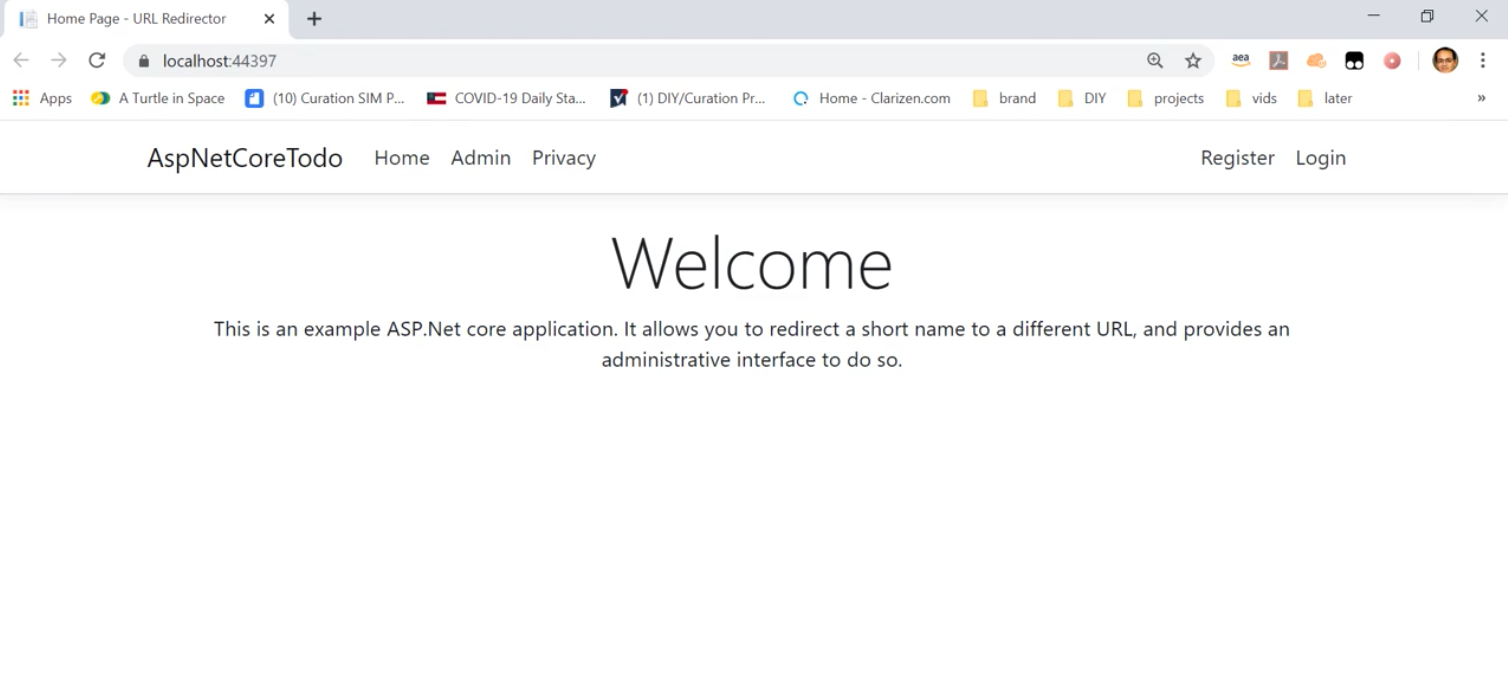 Home Page - URL Redirector
localhost:44397
aea
Apps A Turtle in Space (10) Curation SIM P... COVID-19 Daily Sta... (1) DIY/Curation Pr... Home - Clarizen.com brand DIY projects vids later »
AspNetCoreTodo Home Admin Privacy Register Login
Welcome
This is an example ASP.Net core application. It allows you to redirect a short name to a different URL, and provides an
administrative interface to do so.